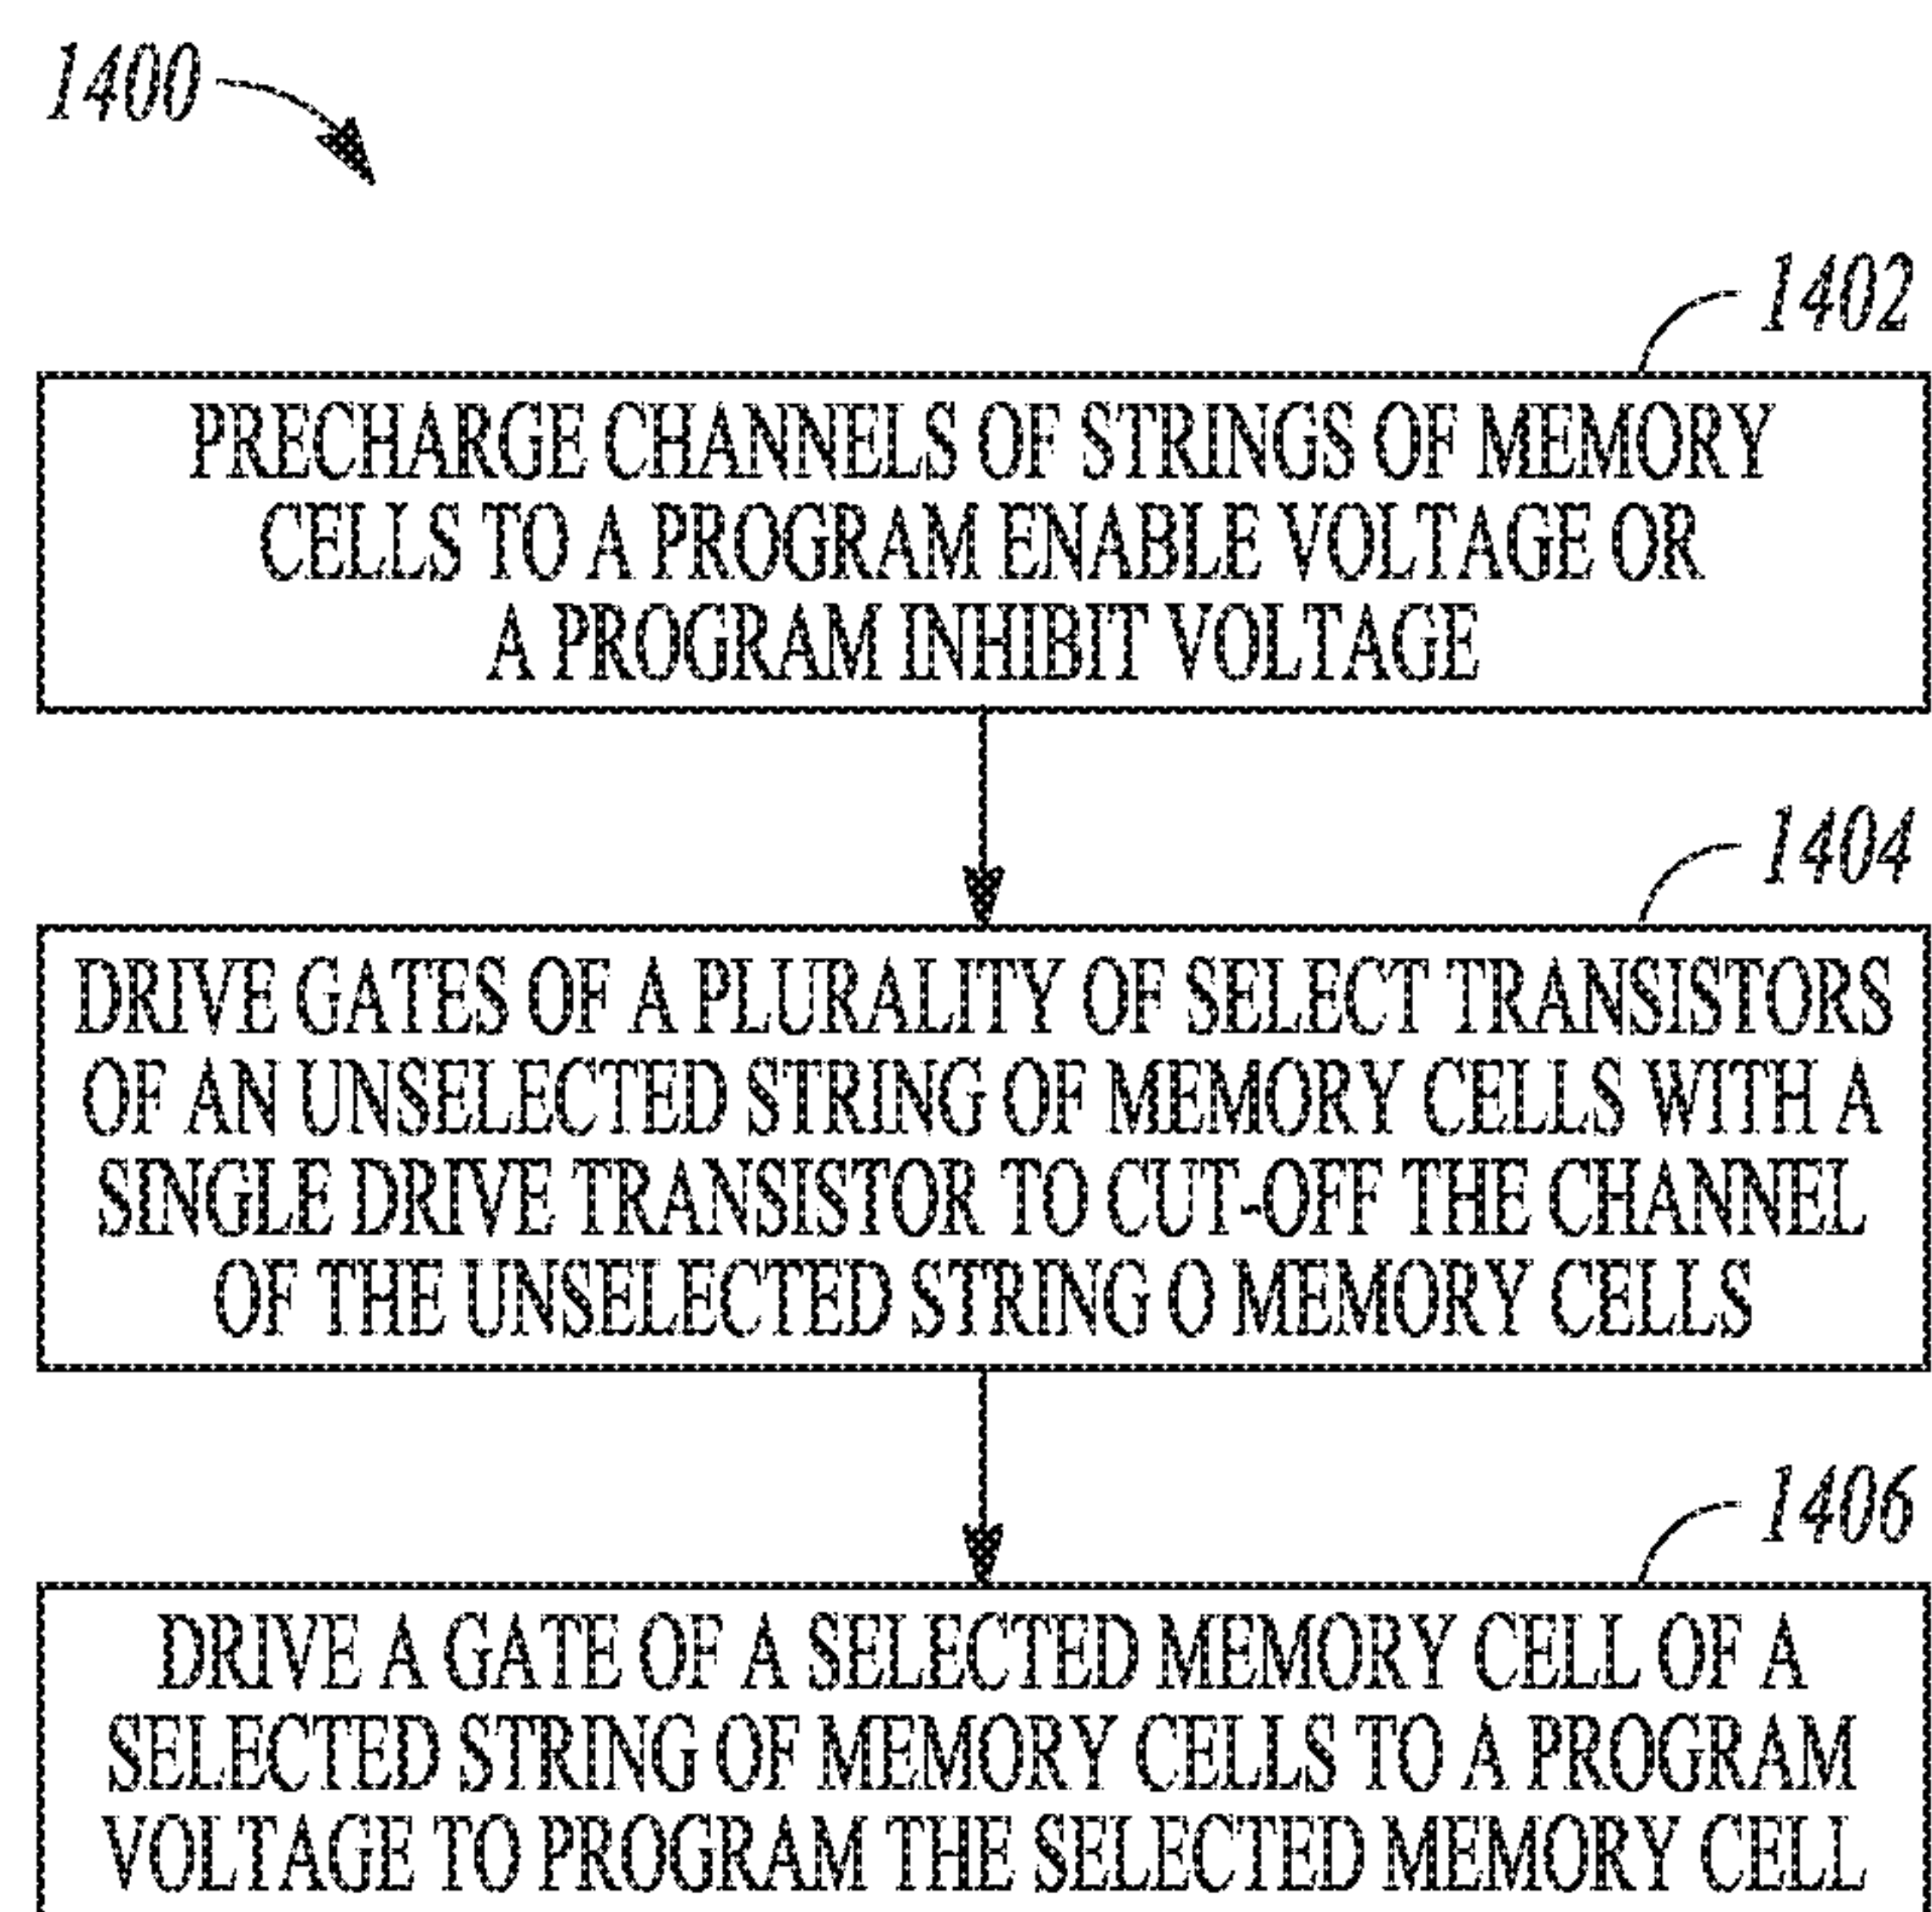 1400
1402
PRECHARGE CHANNELS OF STRINGS OF MEMORY
CELLS TO A PROGRAM ENABLE VOLTAGE OR
A PROGRAM INHIBIT VOLTAGE
1404
DRIVE GATES OF A PLURALITY OF SELECT TRANSISTORS
OF AN UNSELECTED STRING OF MEMORY CELLS WITH A
SINGLE DRIVE TRANSISTOR TO CUT-OFF THE CHANNEL
OF THE UNSELECTED STRING O MEMORY CELLS
1406
DRIVE A GATE OF A SELECTED MEMORY CELL OF A
SELECTED STRING OF MEMORY CELLS TO A PROGRAM
VOLTAGE TO PROGRAM THE SELECTED MEMORY CELL